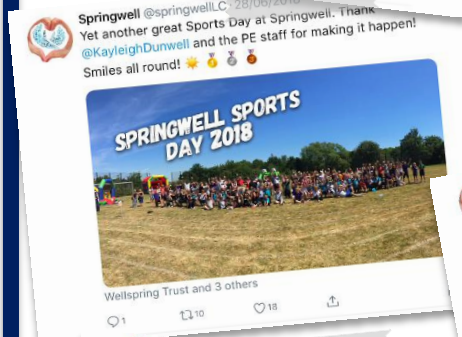 Springwell @springwellLC · 28/06/2018
Yet another great Sports Day at Springwell. Thank
@KayleighDunwell and the PE staff for making it happen!
Smiles all round!
SPRINGWELL SPORTS
DAY 2018
Wellspring Trust and 3 others
1 10 18